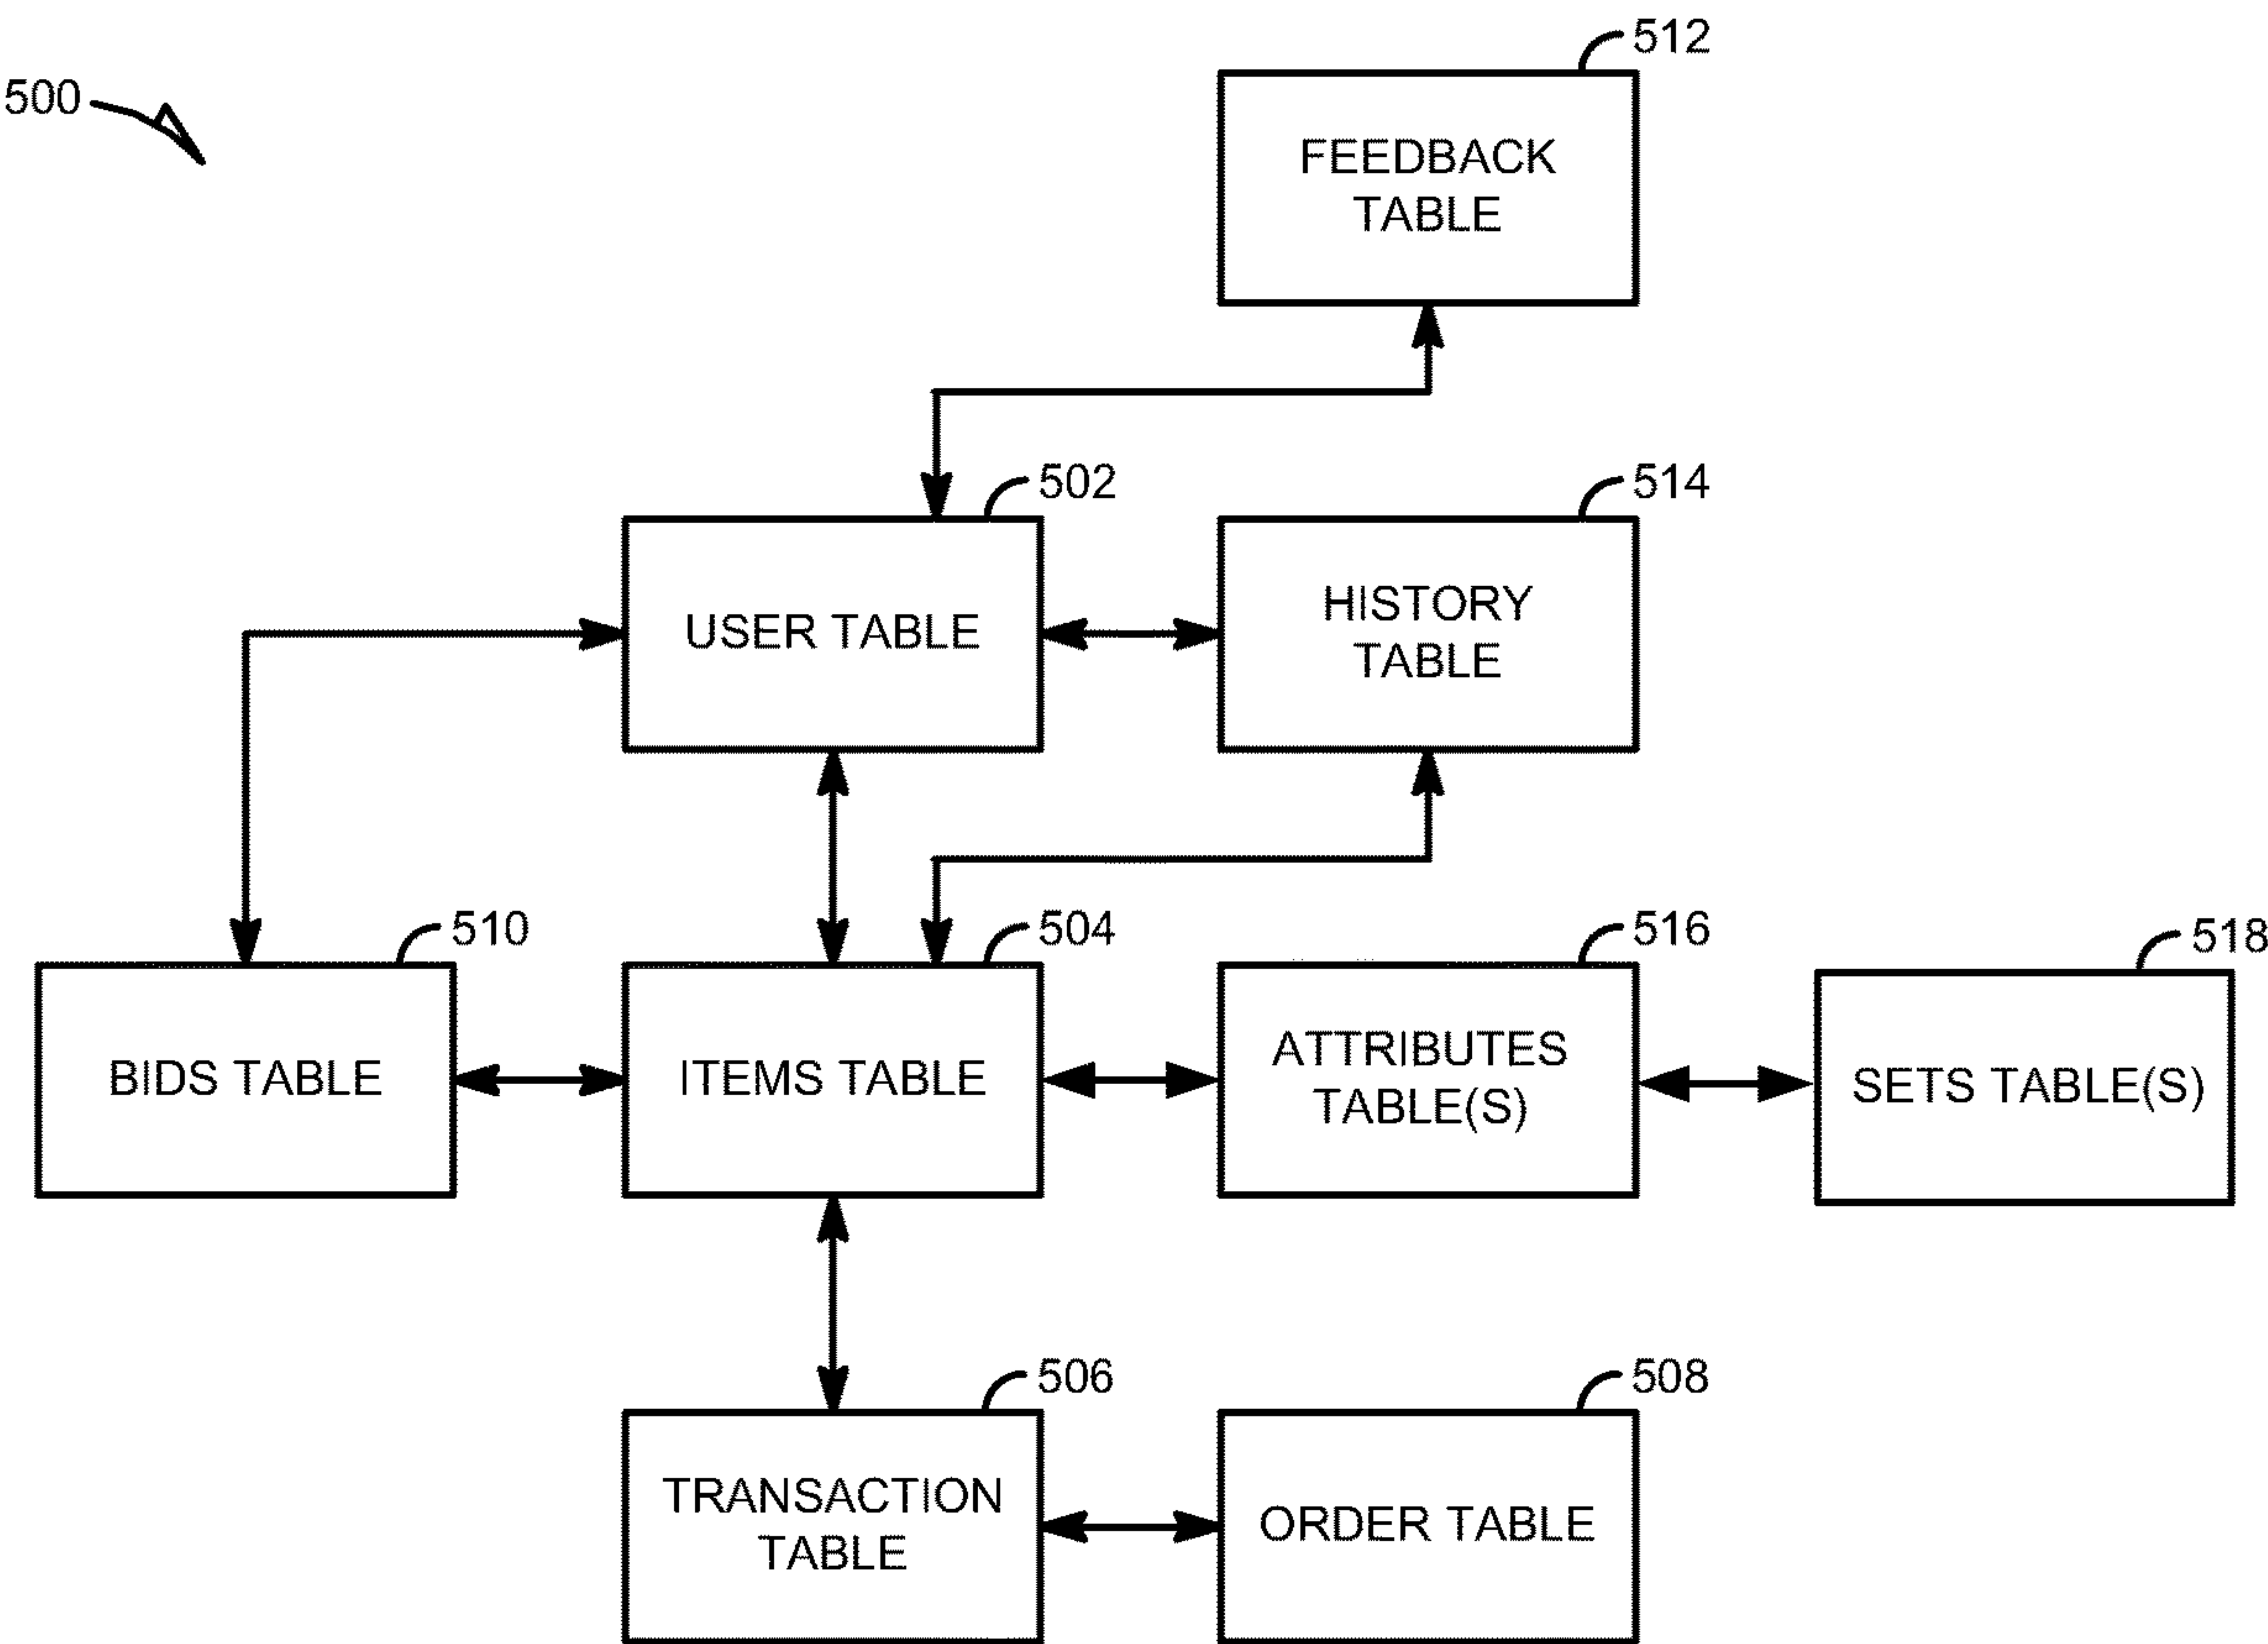 512
500
FEEDBACK
TABLE
502
514
USER TABLE
HISTORY
TABLE
510
504
516
518
BIDS TABLE
ITEMS TABLE
ATTRIBUTES
TABLE(S)
SETS TABLE(S)
506
508
TRANSACTION
TABLE
ORDER TABLE